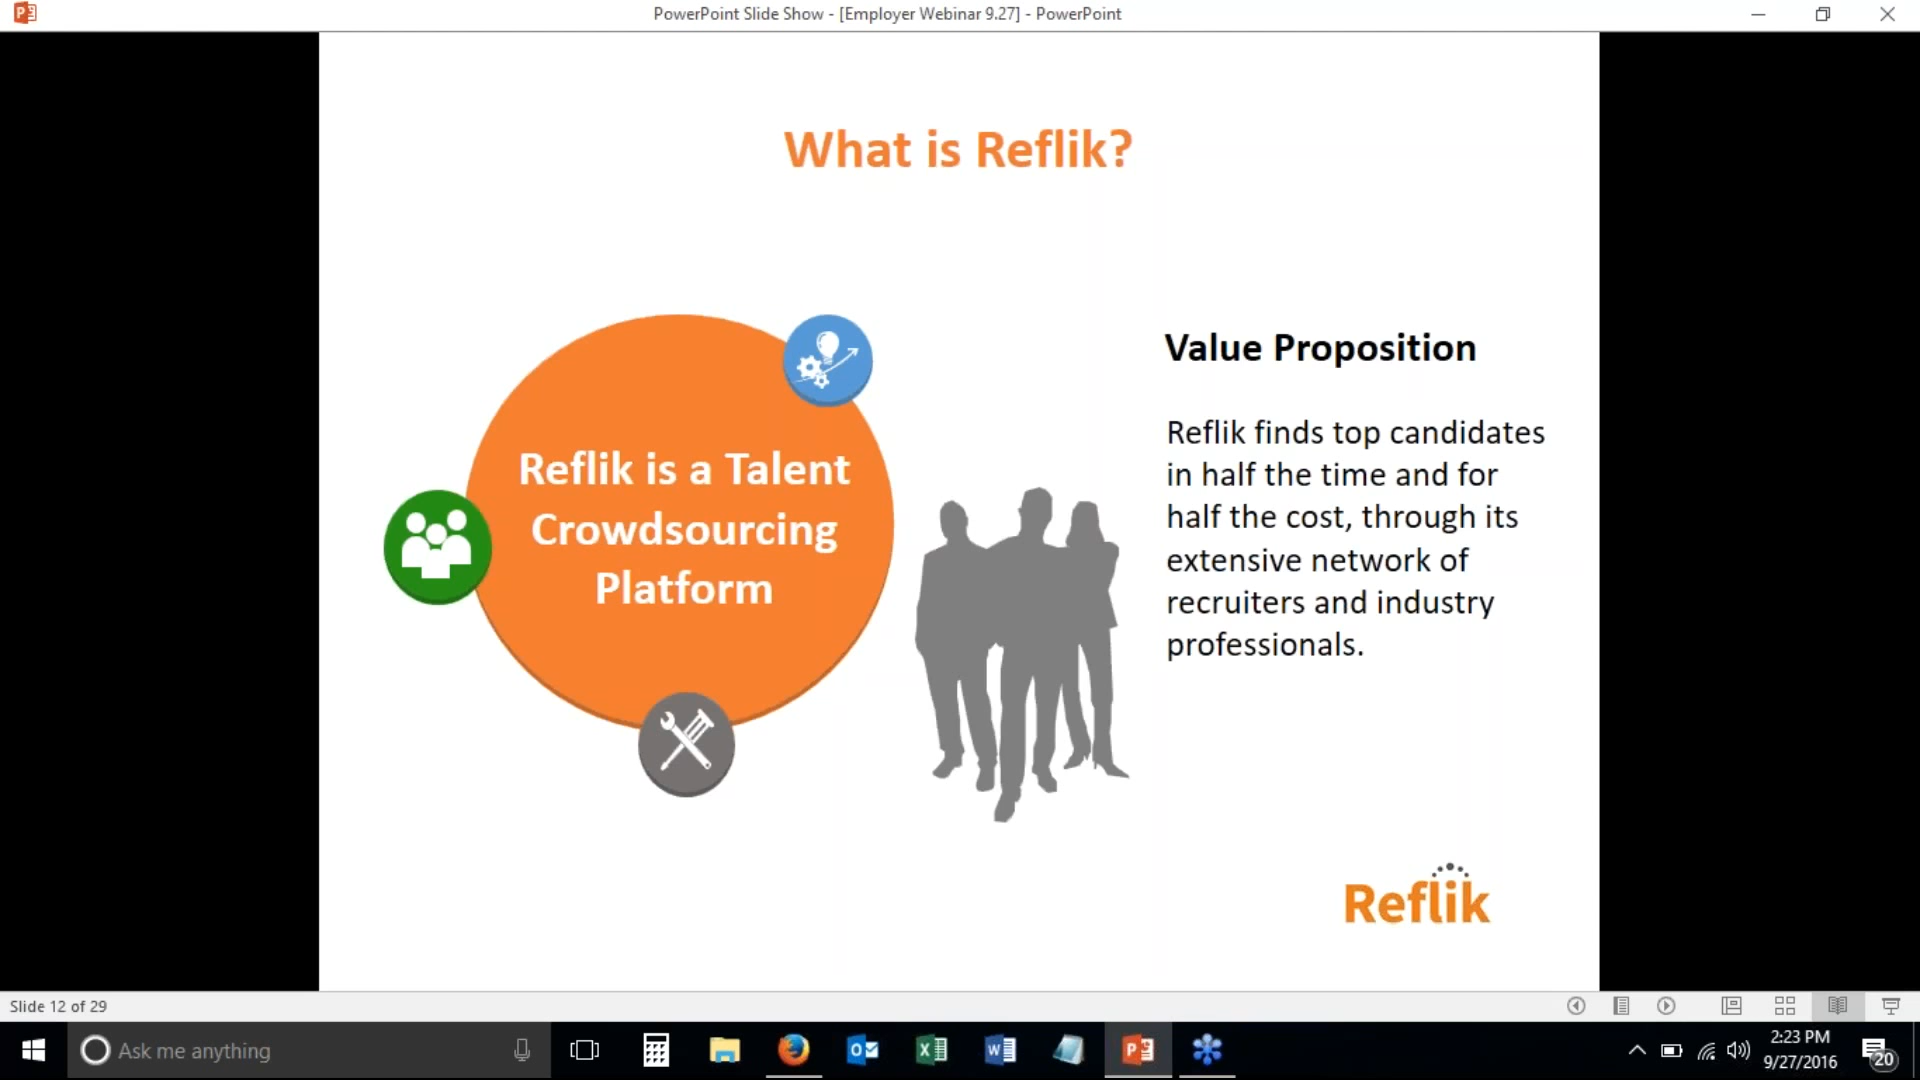 PowerPoint Slide Show - [Employer Webinar 9.27] - PowerPoint
What is Reflik?
Reflik is a Talent
Crowdsourcing
Platform
Value Proposition
Reflik finds top candidates
in half the time and for
half the cost, through its
extensive network of
recruiters and industry
professionals.
Reflik
Slide 12 of 29
Ask me anything
2:23 PM
9/27/2016
20